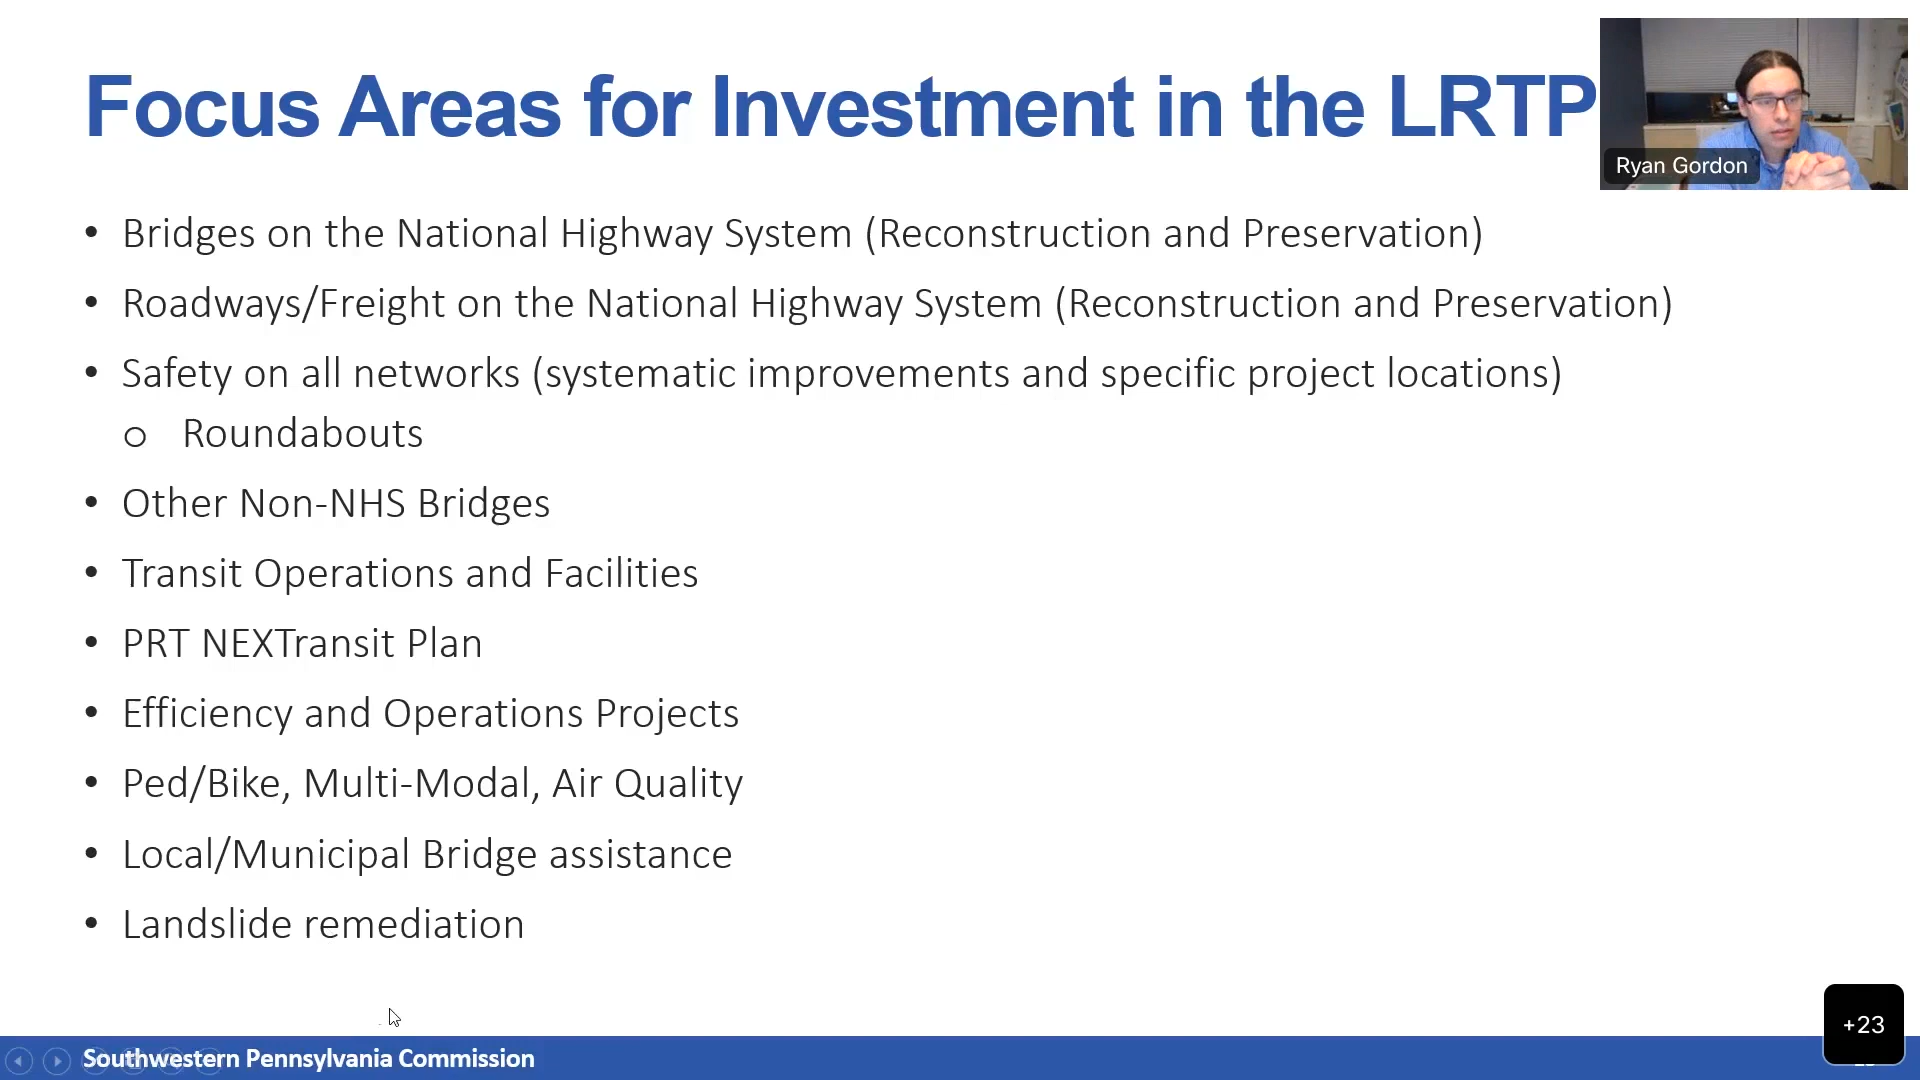 Focus Areas for Investment in the LRTP
Ryan Gordon
• Bridges on the National Highway System (Reconstruction and Preservation)
• Roadways/Freight on the National Highway System (Reconstruction and Preservation)
• Safety on all networks (systematic improvements and specific project locations)
o Roundabouts
• Other Non-NHS Bridges
• Transit Operations and Facilities
• PRT NEXTransit Plan
• Efficiency and Operations Projects
• Ped/Bike, Multi-Modal, Air Quality
• Local/Municipal Bridge assistance
• Landslide remediation
+23
Southwestern Pennsylvania Commission